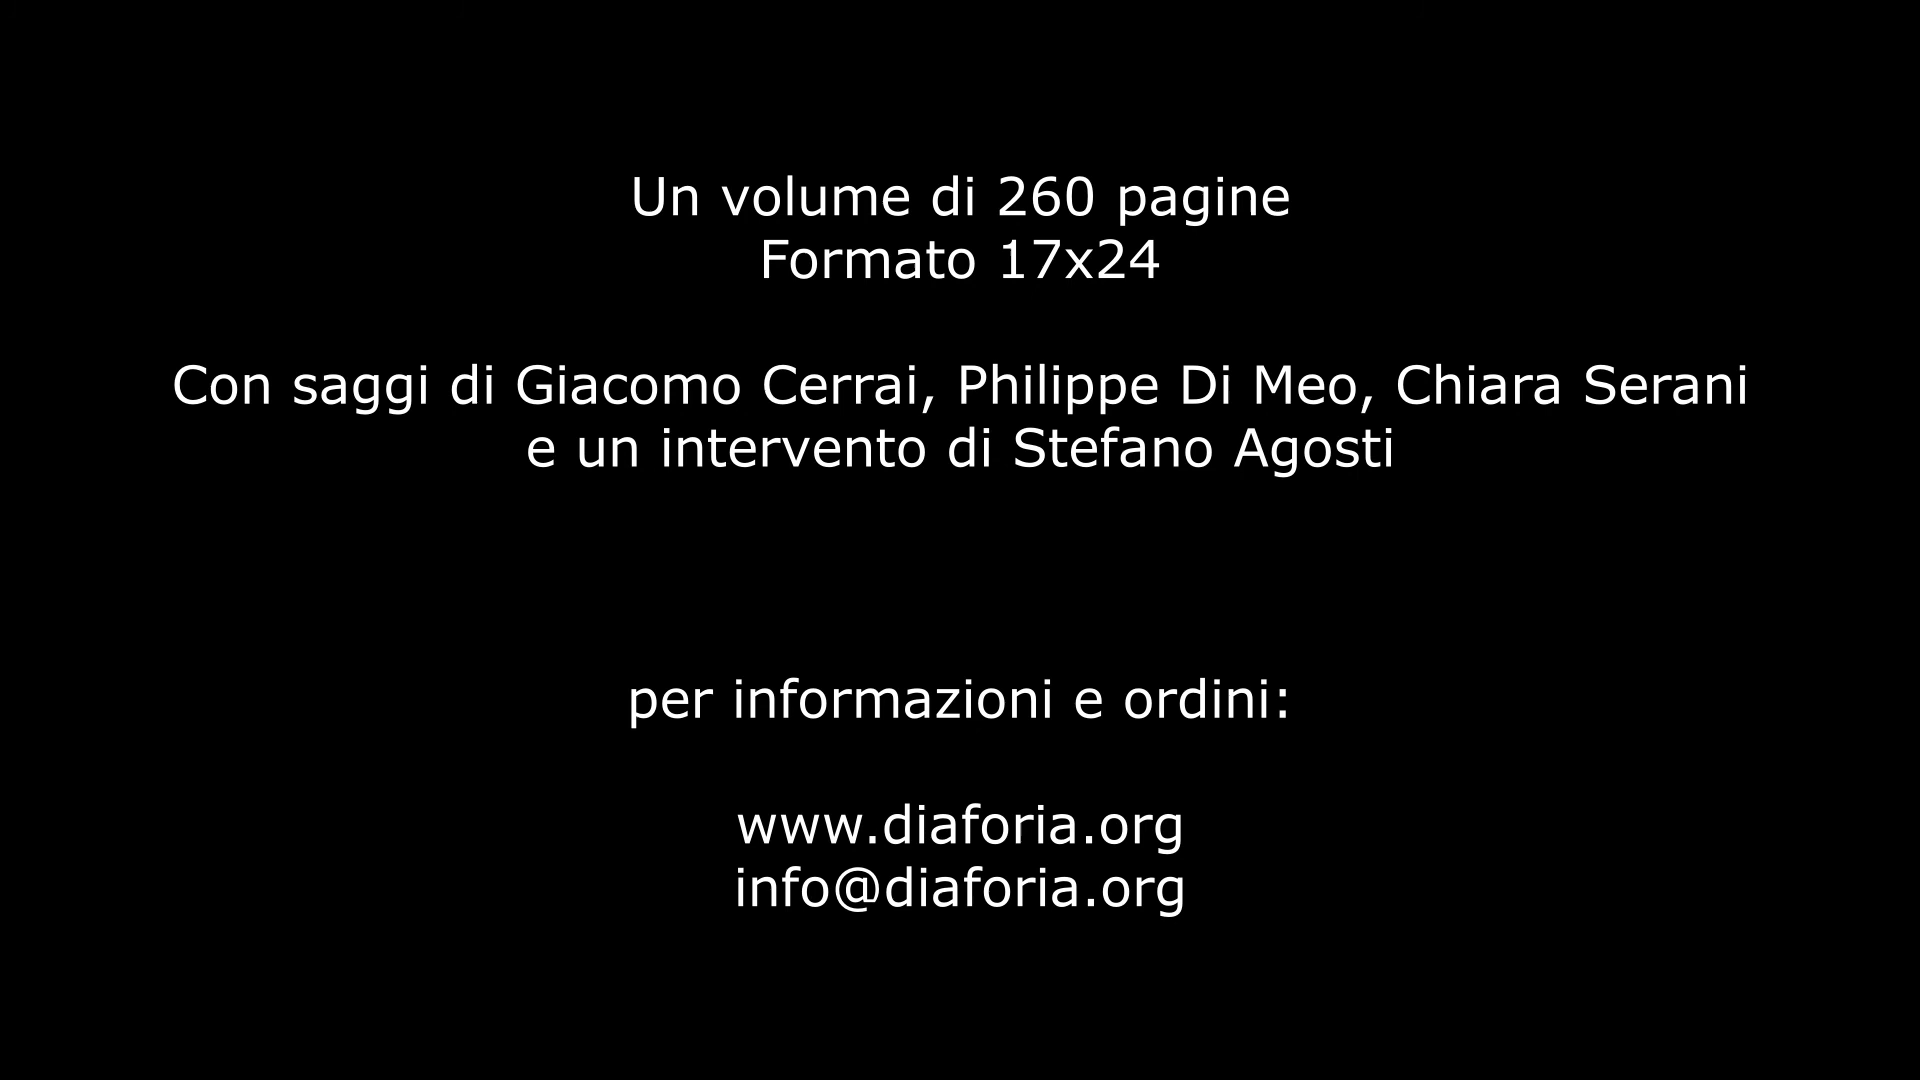 Un volume di 260 pagine
Formato 17x24
Con saggi di Giacomo Cerrai, Philippe Di Meo, Chiara Serani
e un intervento di Stefano Agosti
per informazioni e ordini:
www.diaforia.org
info@diaforia.org